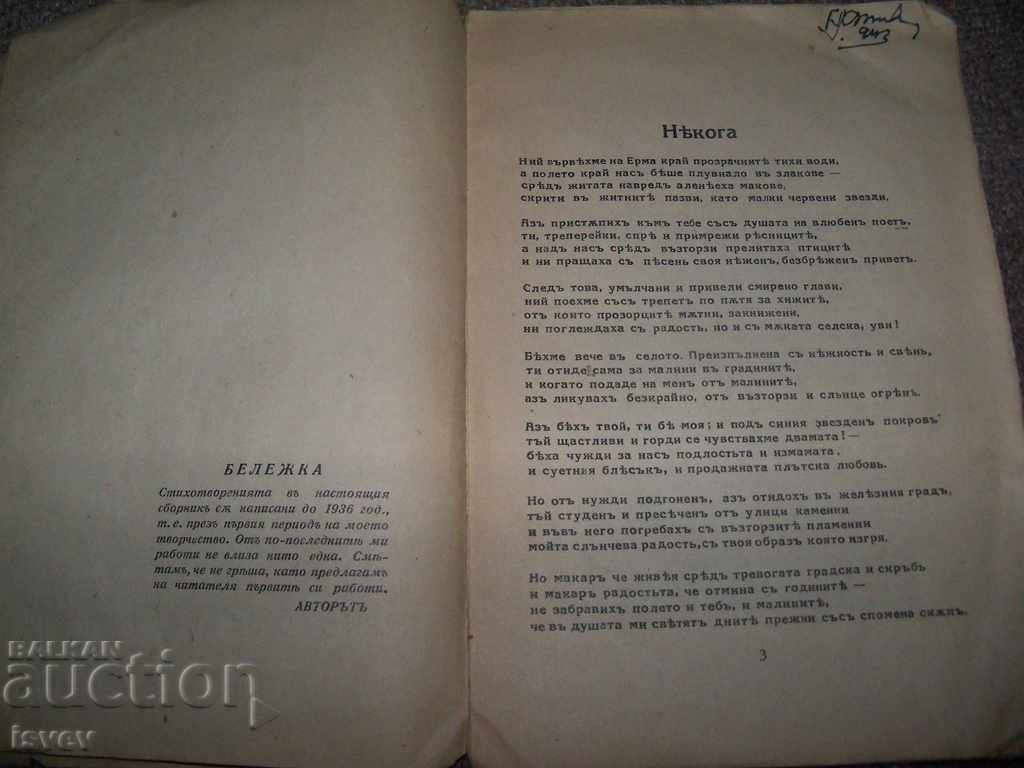 БЕЛЕЖКА
Стихотворенията въ настоящия
сборникъ сѫ написани до 1936 год.,
т. е. презъ първия периодъ на моето
творчество. Отъ по-последнитѣ ми
работи не влиза нито една. Смѣ-
тамъ, че не грѣша, като предлагамъ
на читателя първитѣ си работи.
АВТОРЪТЪ
BALKAN
auction
isvev
943
Нѣкога
Ний вървѣхме на Ерма край прозрачнитѣ тихи води,
а полето край насъ бѣше плувнало въ злакове —
срѣдъ житата навредъ аленѣеха макове,
скрити въ житнитѣ пазви, като малки червени звезди,
Азъ пристѫпихъ къмъ тебе съсъ душата на влюбенъ поетъ,
ти, треперейки, спрѣ и примрежи рѣсницитѣ,
а надъ насъ срѣдъ възторзи прелитаха птицитѣ
и ни пращаха съ пѣсень своя нѣженъ, безбрѣженъ приветъ.
Следъ това, умълчани и привели смирено глави,
ний поехме съсъ трепетъ по пѫтя за хижитѣ,
отъ които прозорцитѣ мѫтни, закнижени,
ни поглеждаха съ радость, но и съ мѫката селска, уви!
Бѣхме вече въ селото. Преизпълнена съ нѣжность и свѣнь,
ти отиде сама за малини въ градинитѣ,
и когато подаде на менъ отъ малинитѣ,
азъ ликувахъ безкрайно, отъ възторзи и слънце огрѣнъ.
Азъ бѣхъ твой, ти бѣ моя; и подъ синия звезденъ покровъ
тъй щастливи и горди се чувствахме двамата! —
бѣха чужди за насъ подлостьта и измамата,
и суетния блѣсъкъ, и продажната плътска любовь.
Но отъ нужди подгоненъ, азъ отидохъ въ желѣзния градъ,
тъй студенъ и пресѣченъ отъ улици каменни
и въвъ него погребахъ съ възторзитѣ пламенни
мойта слънчева радость, съ твоя образъ която изгря.
Но макаръ че живѣя срѣдъ тревогата градска и скръбь
и макаръ радостьта, че отмина съ годинитѣ —
не забравихъ полето и тебъ, и малинитѣ,
че въ душата ми свѣтятъ днитѣ прежни съсъ спомена
3